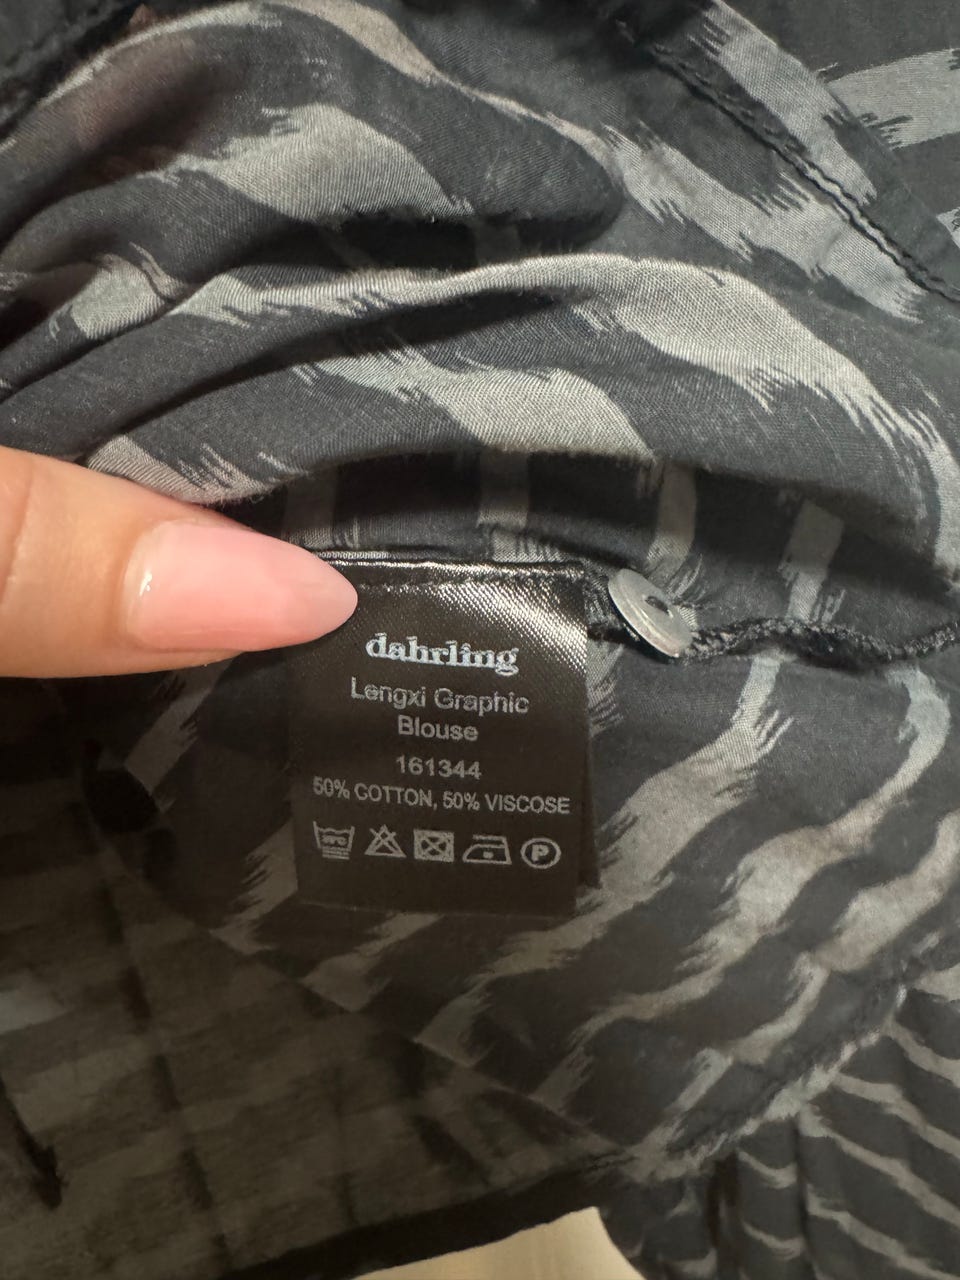 dahrling
Lengxi Graphic
Blouse
161344
50% COTTON, 50% VISCOSE
P